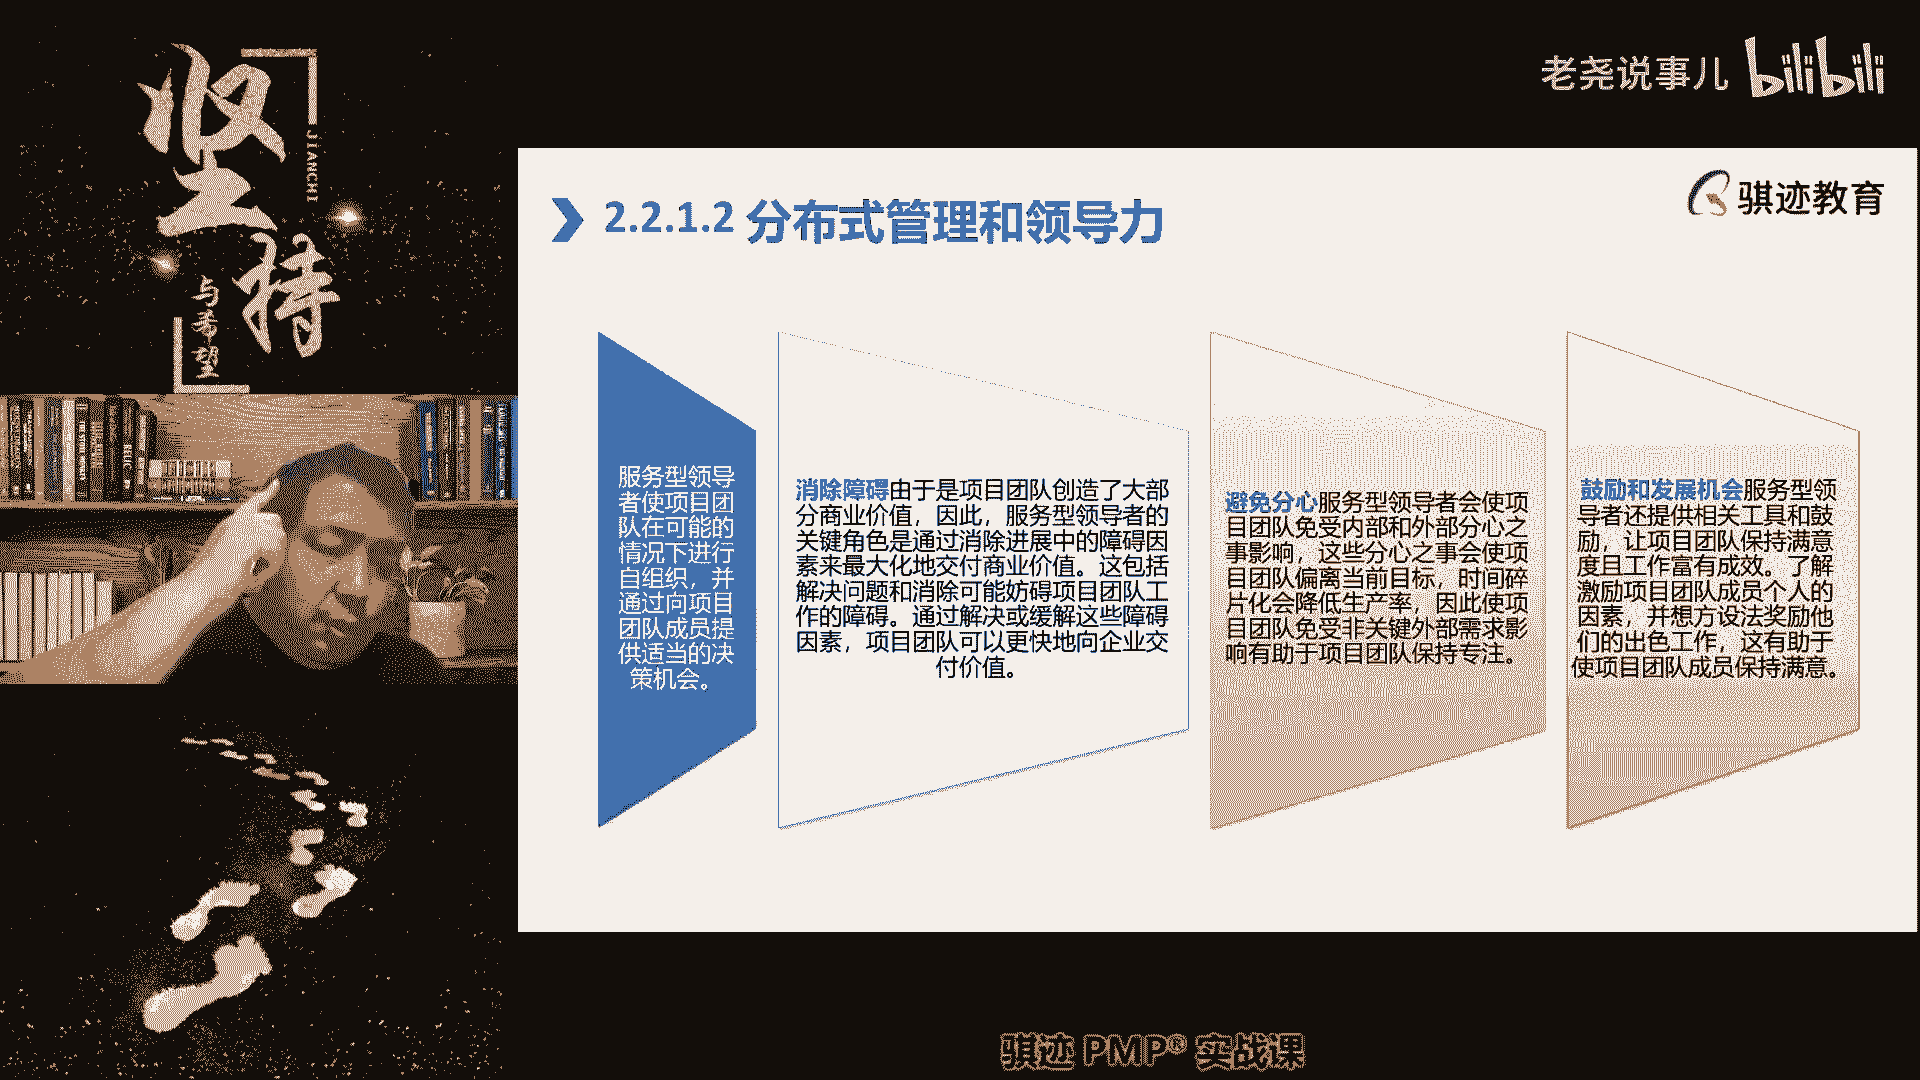 坚持
JIANCHI
与希望
老尧说事儿 bilibili
骐迹教育
2.2.1.2 分布式管理和领导力
服务型领导
者使项目团
队在可能的
情况下进行
自组织，并
通过向项目
团队成员提
供适当的决
策机会。
消除障碍由于是项目团队创造了大部
分商业价值，因此，服务型领导者的
关键角色是通过消除进展中的障碍因
素来最大化地交付商业价值。这包括
解决问题和消除可能妨碍项目团队工
作的障碍。通过解决或缓解这些障碍
因素，项目团队可以更快地向企业交
付价值。
避免分心服务型领导者会使项
目团队免受内部和外部分心之
事影响，这些分心之事会使项
目团队偏离当前目标，时间碎
片化会降低生产率，因此使项
目团队免受非关键外部需求影
响有助于项目团队保持专注。
鼓励和发展机会服务型领
导者还提供相关工具和鼓
励，让项目团队保持满意
度且工作富有成效。了解
激励项目团队成员个人的
因素，并想方设法奖励他
们的出色工作，这有助于
使项目团队成员保持满意。
骐迹 PMP® 实战课